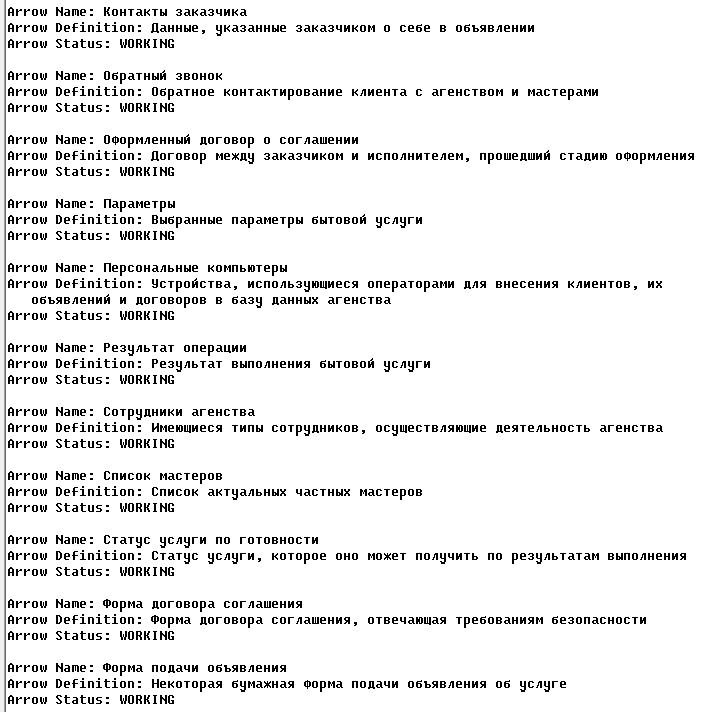 Arrow Name: Контакты заказчика
Arrow Definition: Данные, указанные заказчиком о себе в объявлении
Arrow Status: WORKING
Arrow Name: Обратный звонок
Arrow Definition: Обратное контактирование клиента с агенством и мастерами
Arrow Status: WORKING
Arrow Name: Оформленный договор о соглашении
Arrow Definition: Договор между заказчиком и исполнителем, прошедший стадию оформления
Arrow Status: WORKING
Arrow Name: Параметры
Arrow Definition: Выбранные параметры бытовой услуги
Arrow Status: WORKING
Arrow Name: Персональные компьютеры
Arrow Definition: Устройства, использующиеся операторами для внесения клиентов, их
объявлений и договоров в базу данных агенства
Arrow Status: WORKING
Arrow Name: Результат операции
Arrow Definition: Результат выполнения бытовой услуги
Arrow Status: WORKING
Arrow Name: Сотрудники агенства
Arrow Definition: Имеющиеся типы сотрудников, осуществляющие деятельность агенства
Arrow Status: WORKING
Arrow Name: Список мастеров
Arrow Definition: Список актуальных частных мастеров
Arrow Status: WORKING
Arrow Name: Статус услуги по готовности
Arrow Definition: Статус услуги, которое оно может получить по результатам выполнения
Arrow Status: WORKING
Arrow Name: Форма договора соглашения
Arrow Definition: Форма договора соглашения, отвечающая требованиям безопасности
Arrow Status: WORKING
Arrow Name: Форма подачи объявления
Arrow Definition: Некоторая бумажная форма подачи объявления об услуге
Arrow Status: WORKING